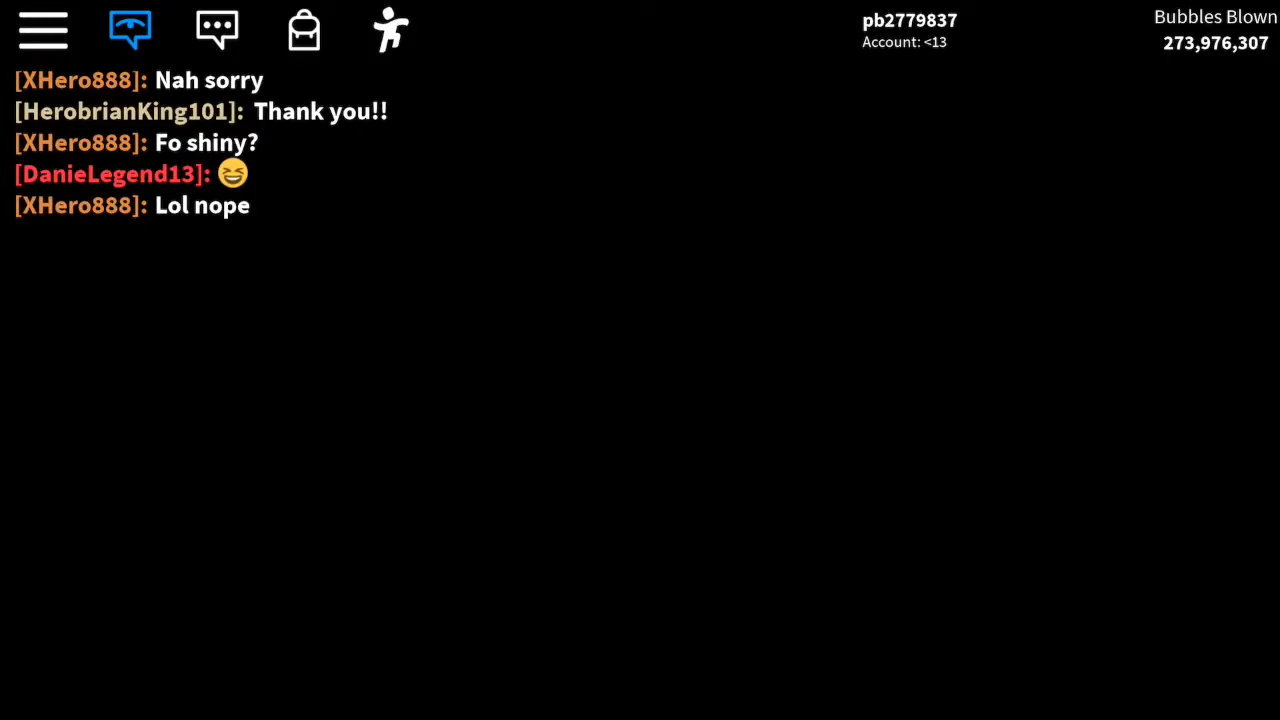 pb2779837
Account: <13
Bubbles Blown
273,976,307
[XHero888]: Nah sorry
[HerobrianKing101]: Thank you!!
[XHero888]: Fo shiny?
[DanieLegend13]: 😆
[XHero888]: Lol nope